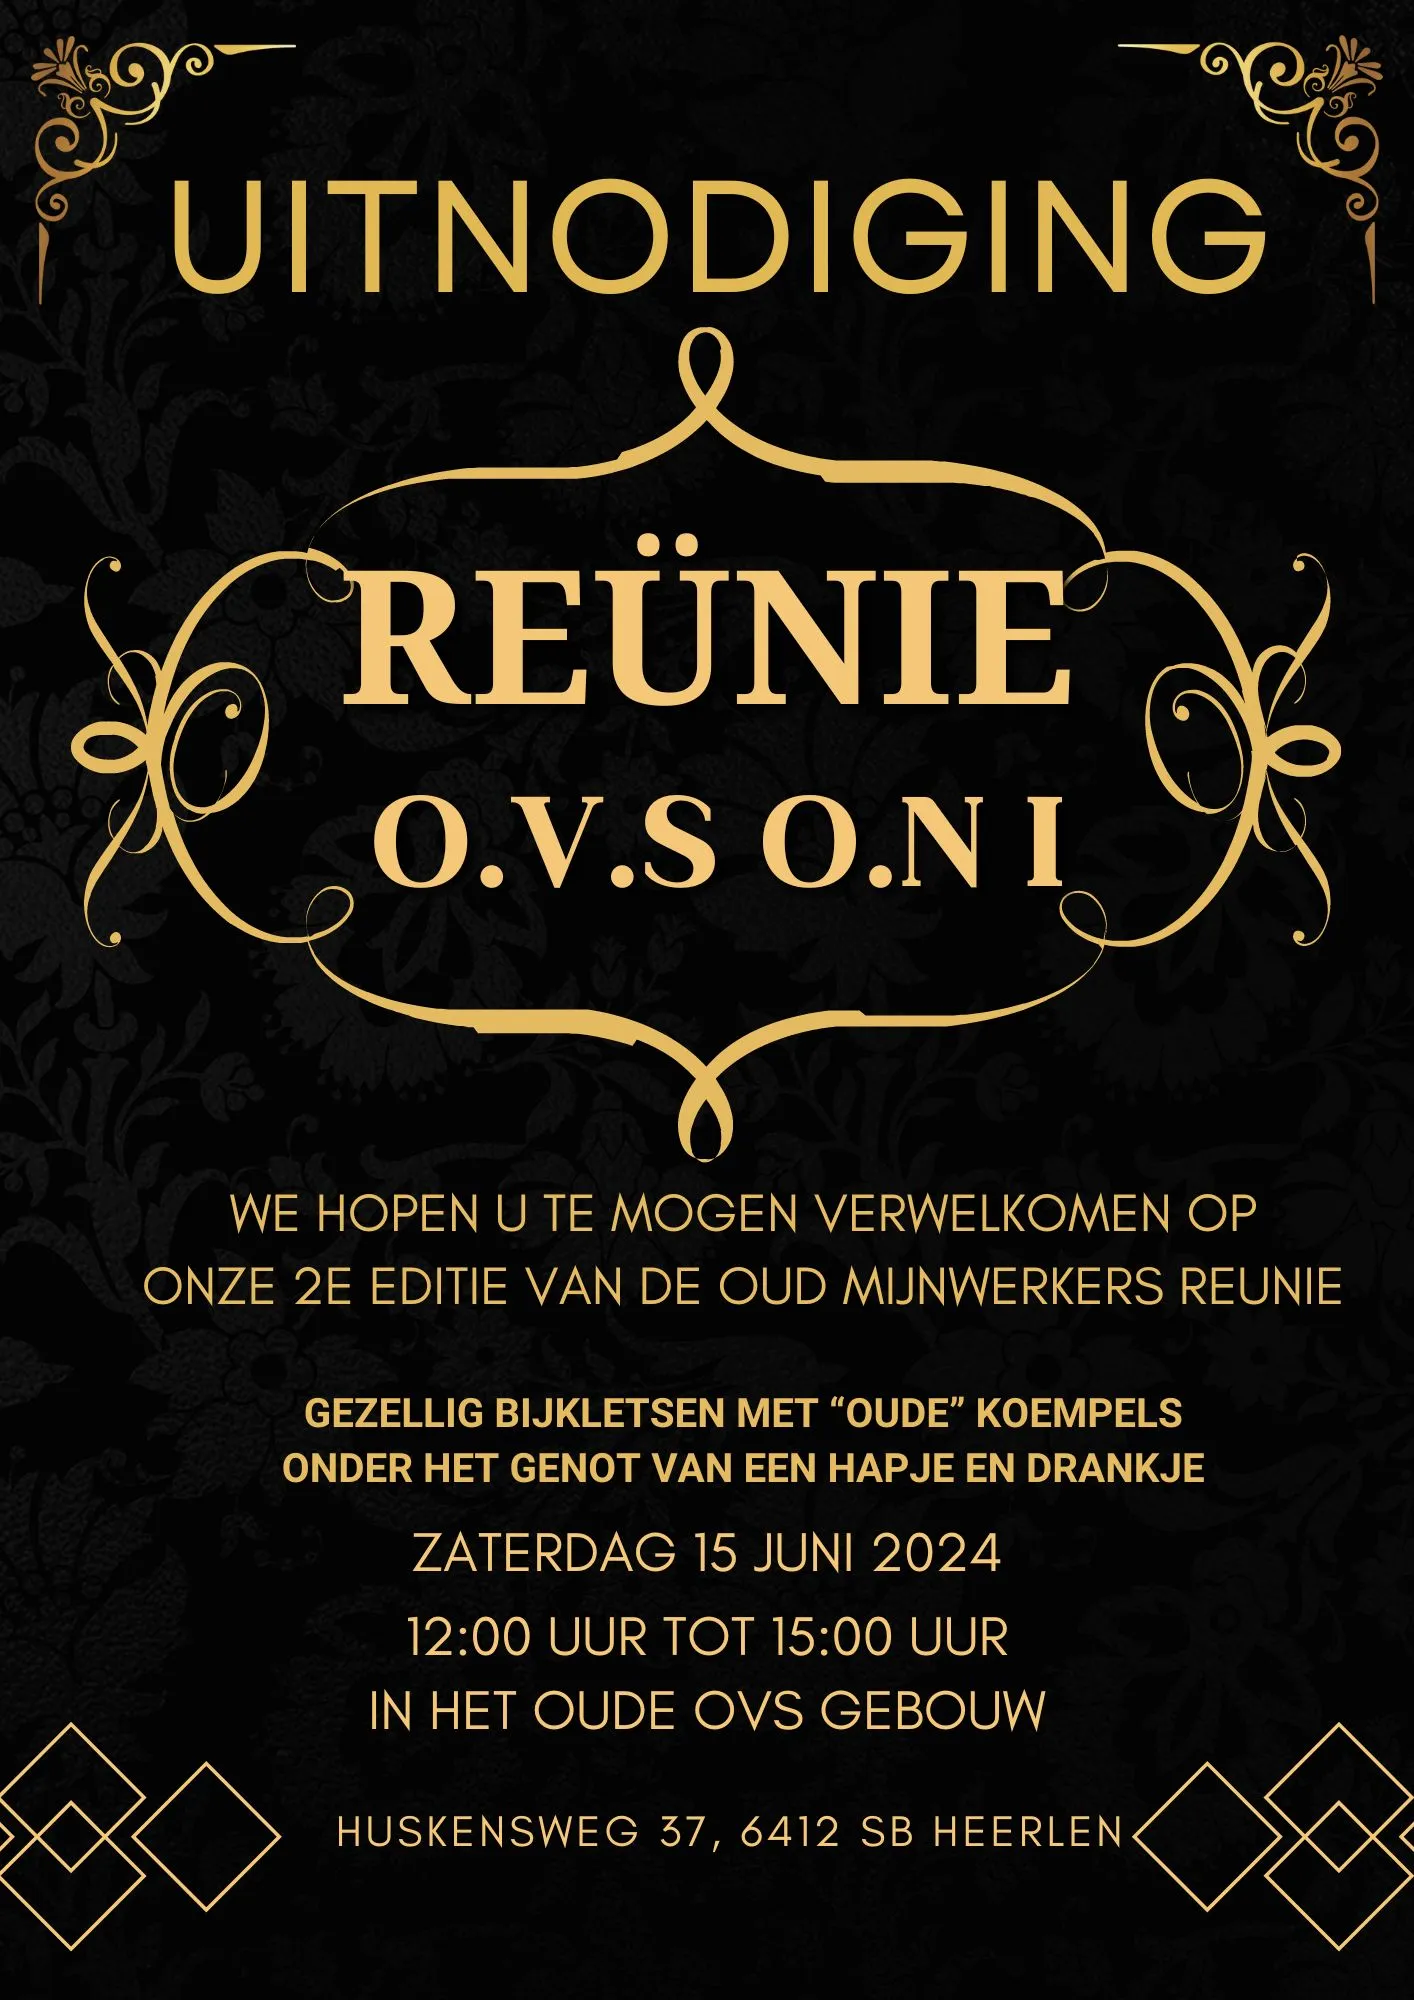 UITNODIGING
REÜNIE
O.V.S O.N I
WE HOPEN U TE MOGEN VERWELKOMEN OP
ONZE 2E EDITIE VAN DE OUD MIJNWERKERS REUNIE
GEZELLIG BIJKLETSEN MET “OUDE” KOEMPELS
ONDER HET GENOT VAN EEN HAPJE EN DRANKJE
ZATERDAG 15 JUNI 2024
12:00 UUR TOT 15:00 UUR
IN HET OUDE OVS GEBOUW
HUSKENSWEG 37, 6412 SB HEERLEN